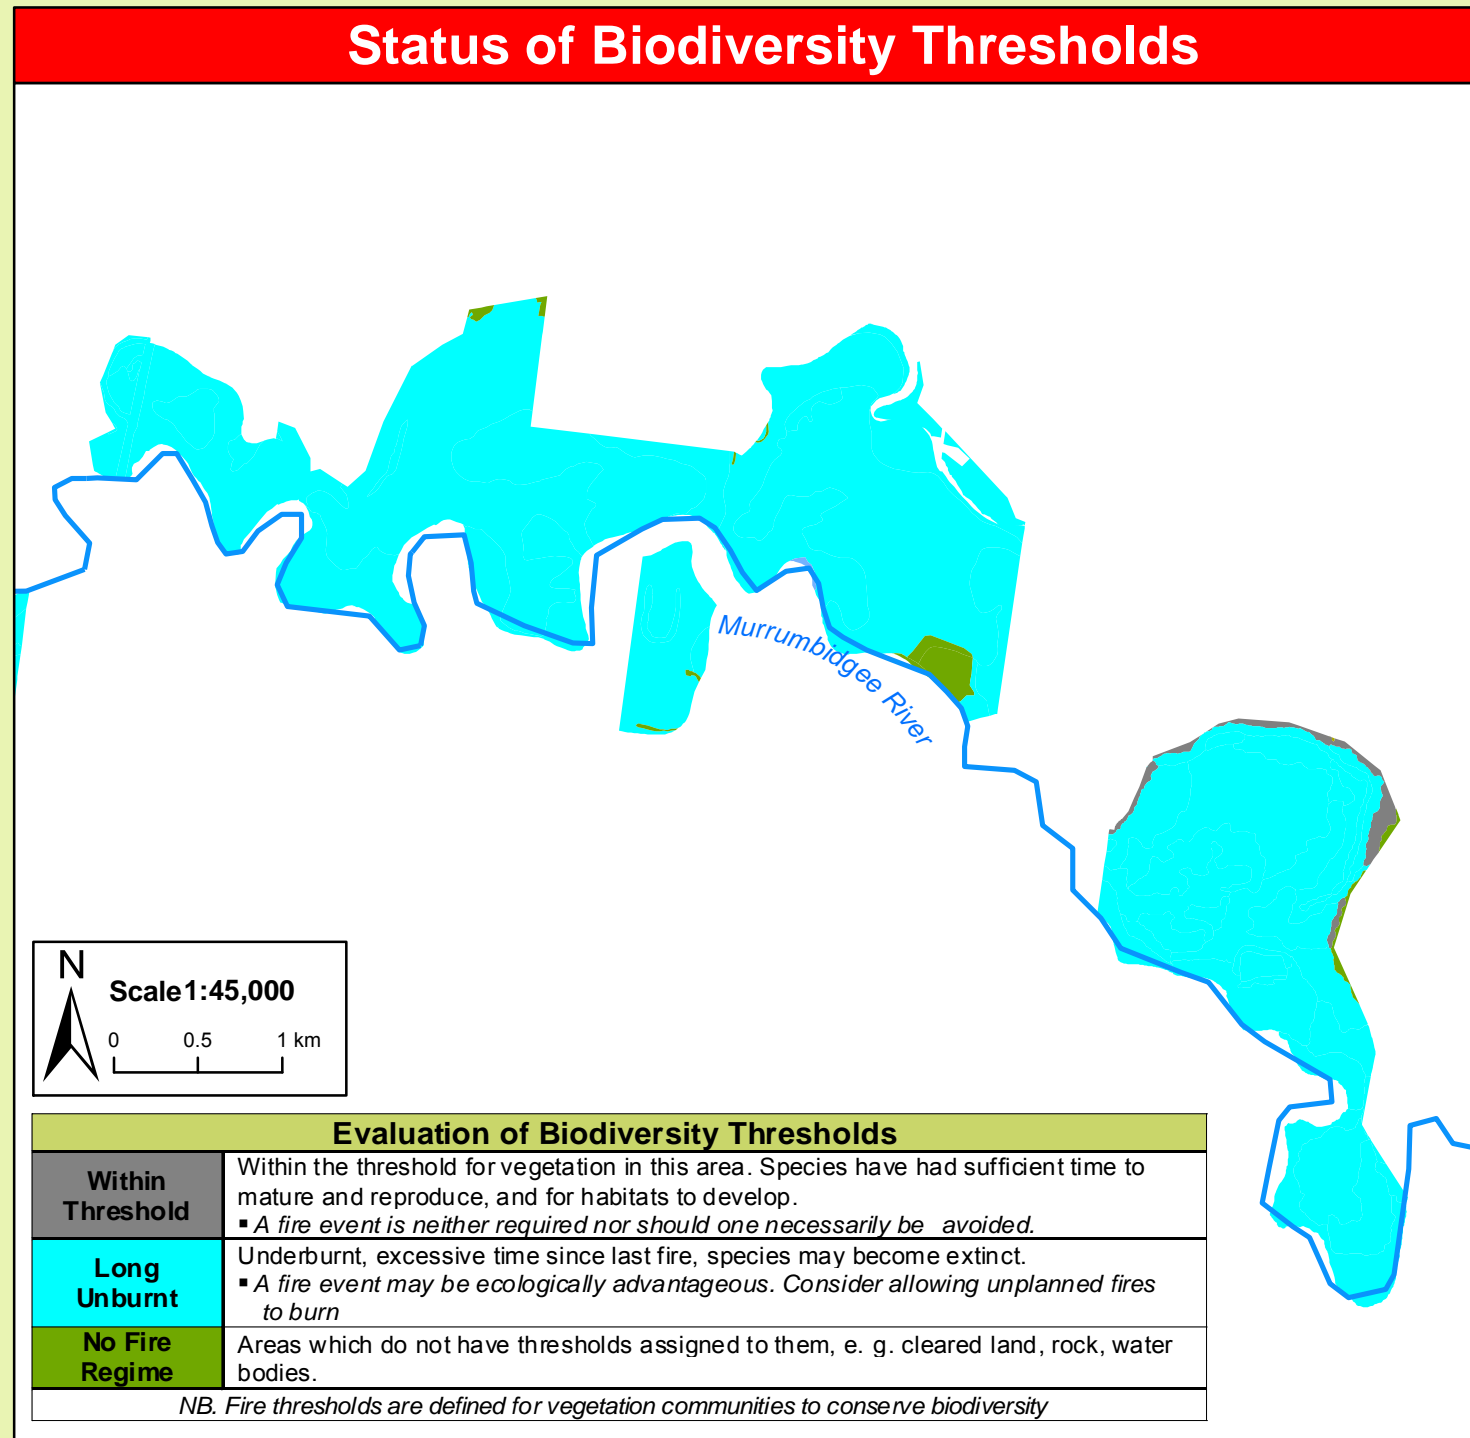 Status of Biodiversity Thresholds
Murrumbidgee River
N
Scale 1:45,000
0 0.5 1 km
Evaluation of Biodiversity Thresholds
Within
Threshold
Within the threshold for vegetation in this area. Species have had sufficient time to
mature and reproduce, and for habitats to develop.
▪ A fire event is neither required nor should one necessarily be avoided.
Long
Unburnt
Underburnt, excessive time since last fire, species may become extinct.
▪ A fire event may be ecologically advantageous. Consider allowing unplanned fires
to burn
No Fire
Regime
Areas which do not have thresholds assigned to them, e. g. cleared land, rock, water
bodies.
NB. Fire thresholds are defined for vegetation communities to conserve biodiversity